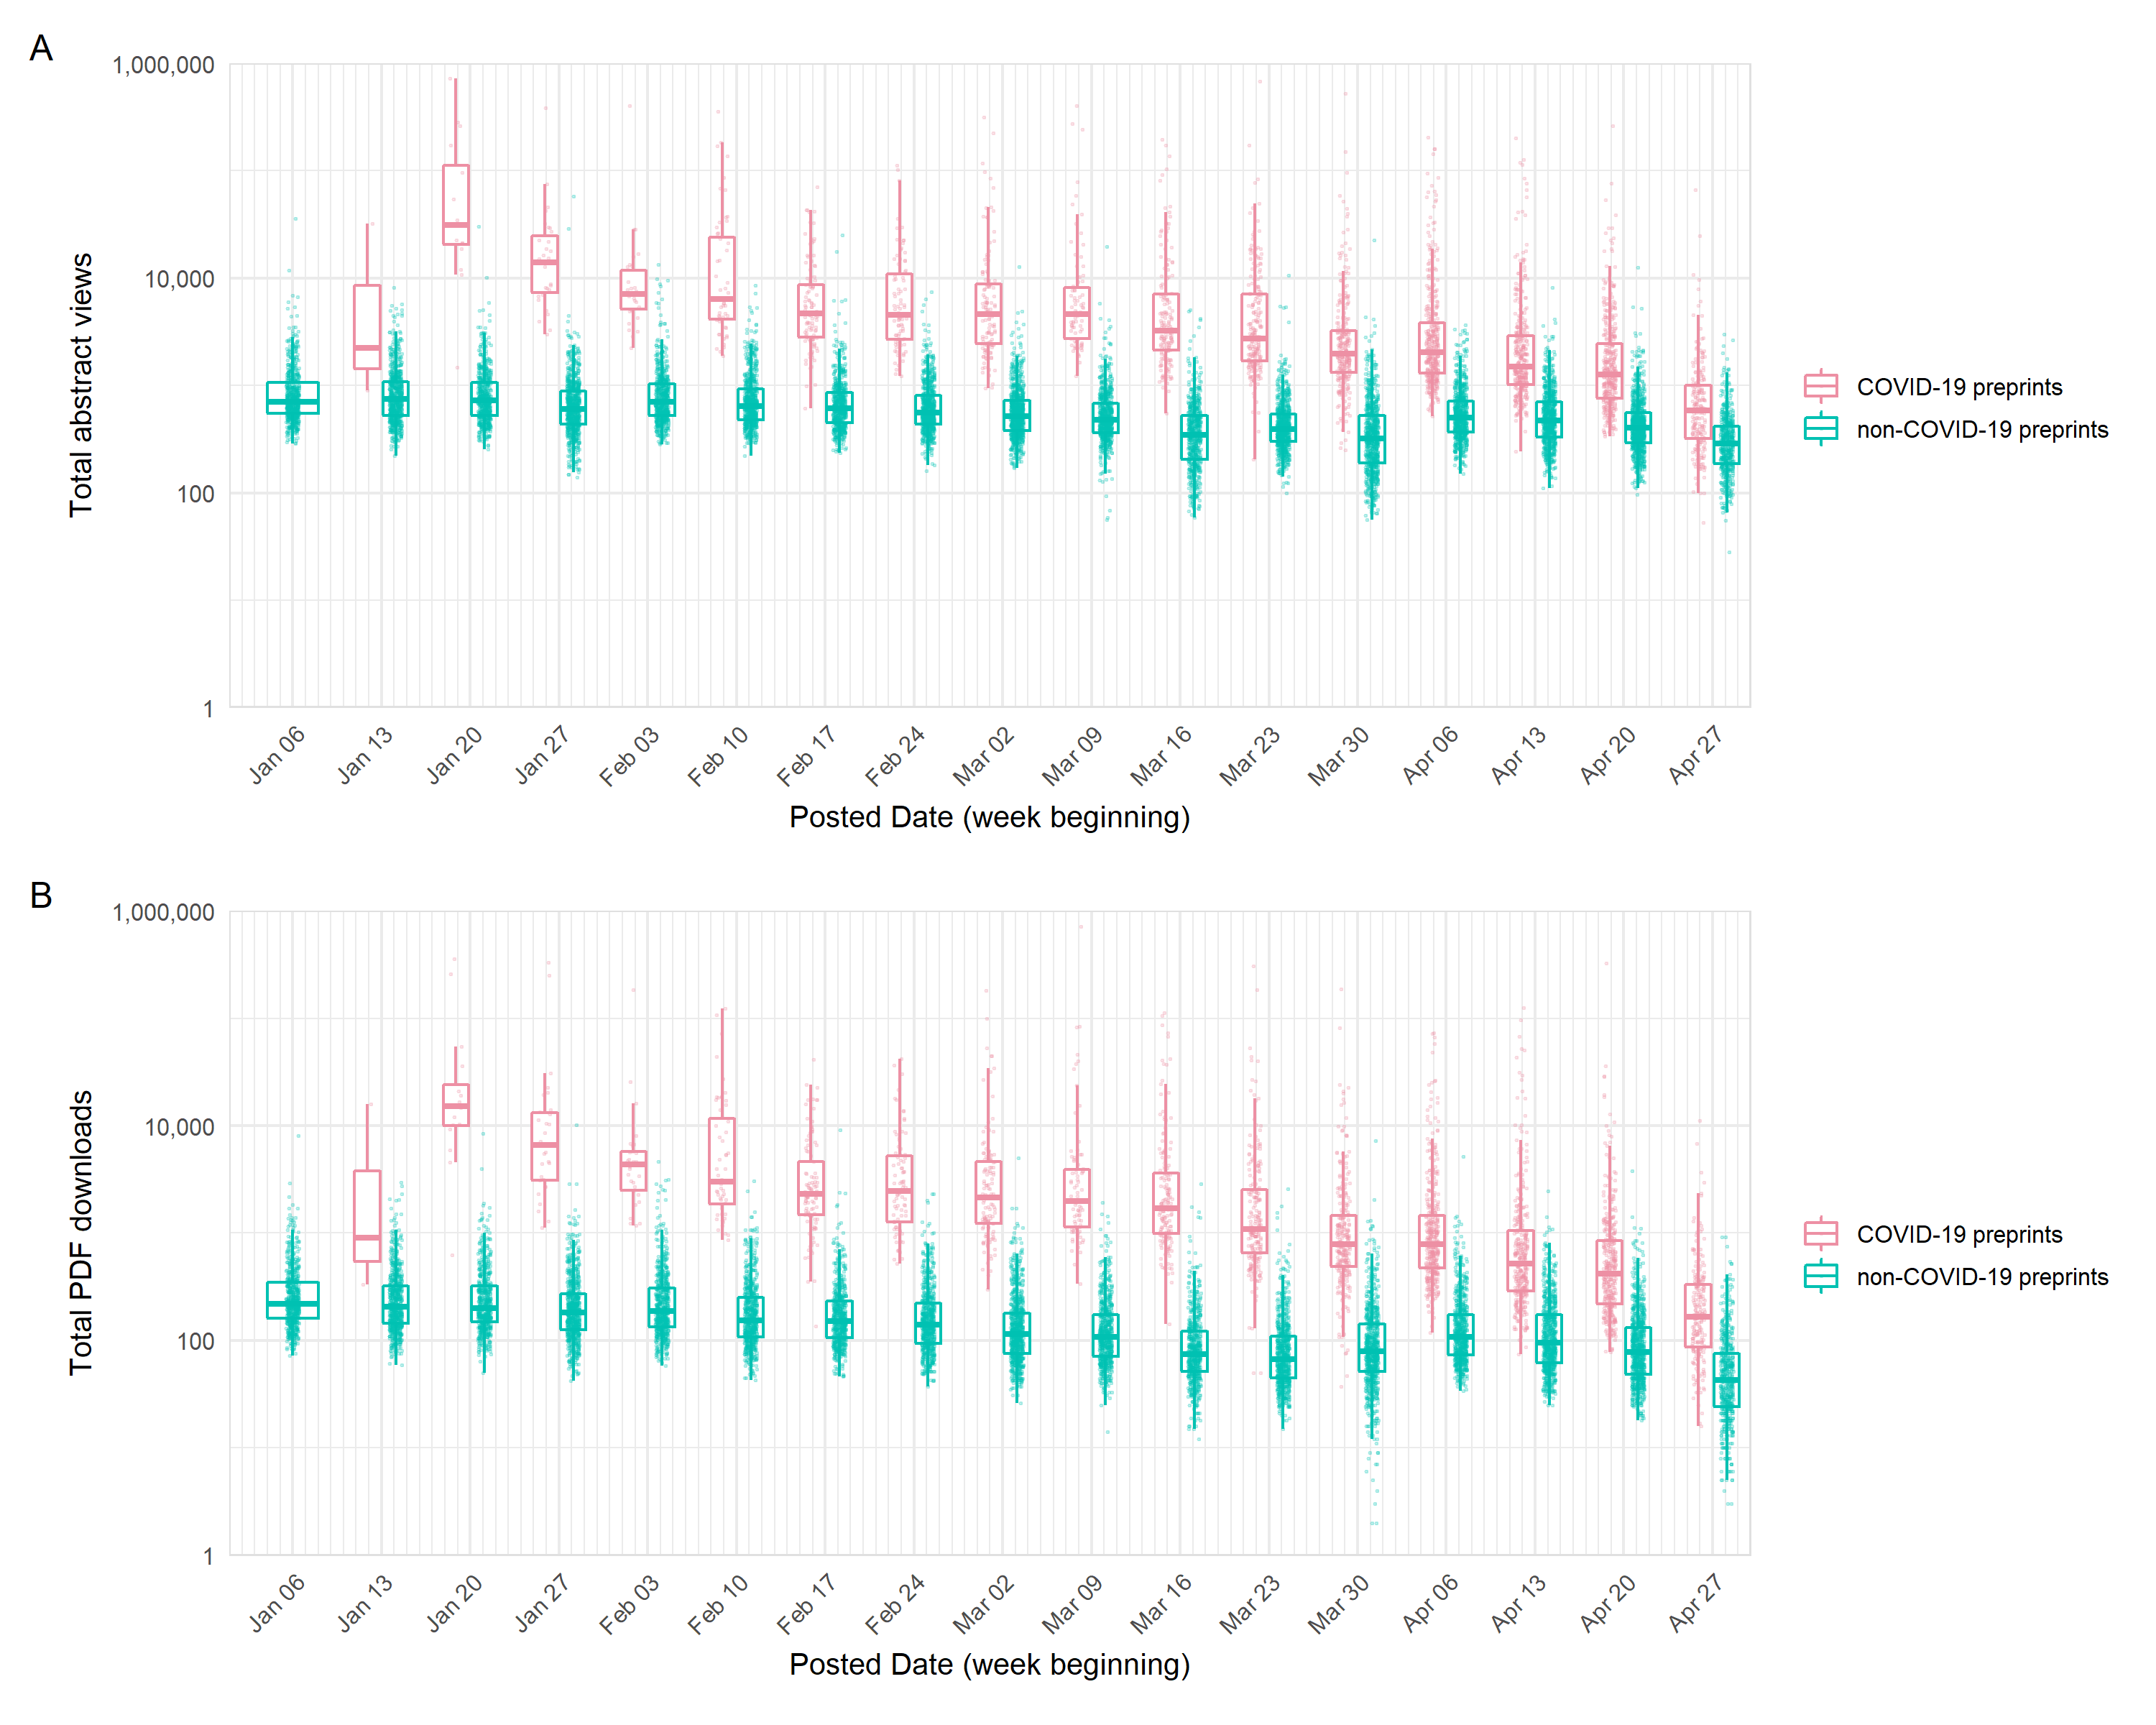 A
Total abstract views
1,000,000
10,000
100
1
Jan 06
Jan 13
Jan 20
Jan 27
Feb 03
Feb 10
Feb 17
Feb 24
Mar 02
Mar 09
Mar 16
Mar 23
Mar 30
Apr 06
Apr 13
Apr 20
Apr 27
Posted Date (week beginning)
COVID-19 preprints
non-COVID-19 preprints
B
Total PDF downloads
1,000,000
10,000
100
1
Jan 06
Jan 13
Jan 20
Jan 27
Feb 03
Feb 10
Feb 17
Feb 24
Mar 02
Mar 09
Mar 16
Mar 23
Mar 30
Apr 06
Apr 13
Apr 20
Apr 27
Posted Date (week beginning)
COVID-19 preprints
non-COVID-19 preprints